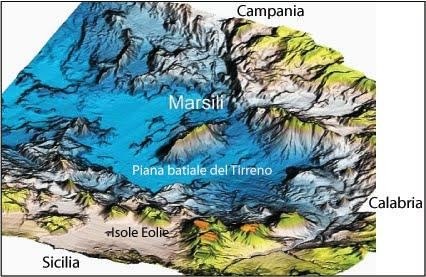 Campania
Marsili
Piana batiale del Tirreno
Calabria
Isole Eolie
Sicilia